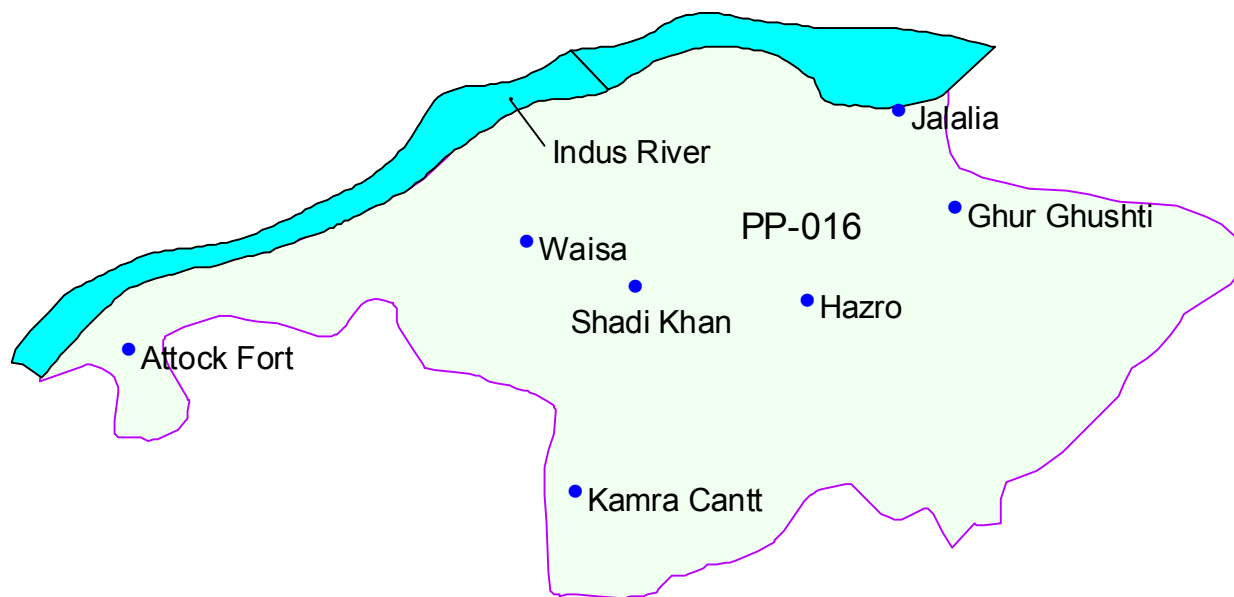 Jalalia
Indus River
Ghur Ghushti
PP-016
Waisa
Hazro
Shadi Khan
Attock Fort
Kamra Cantt